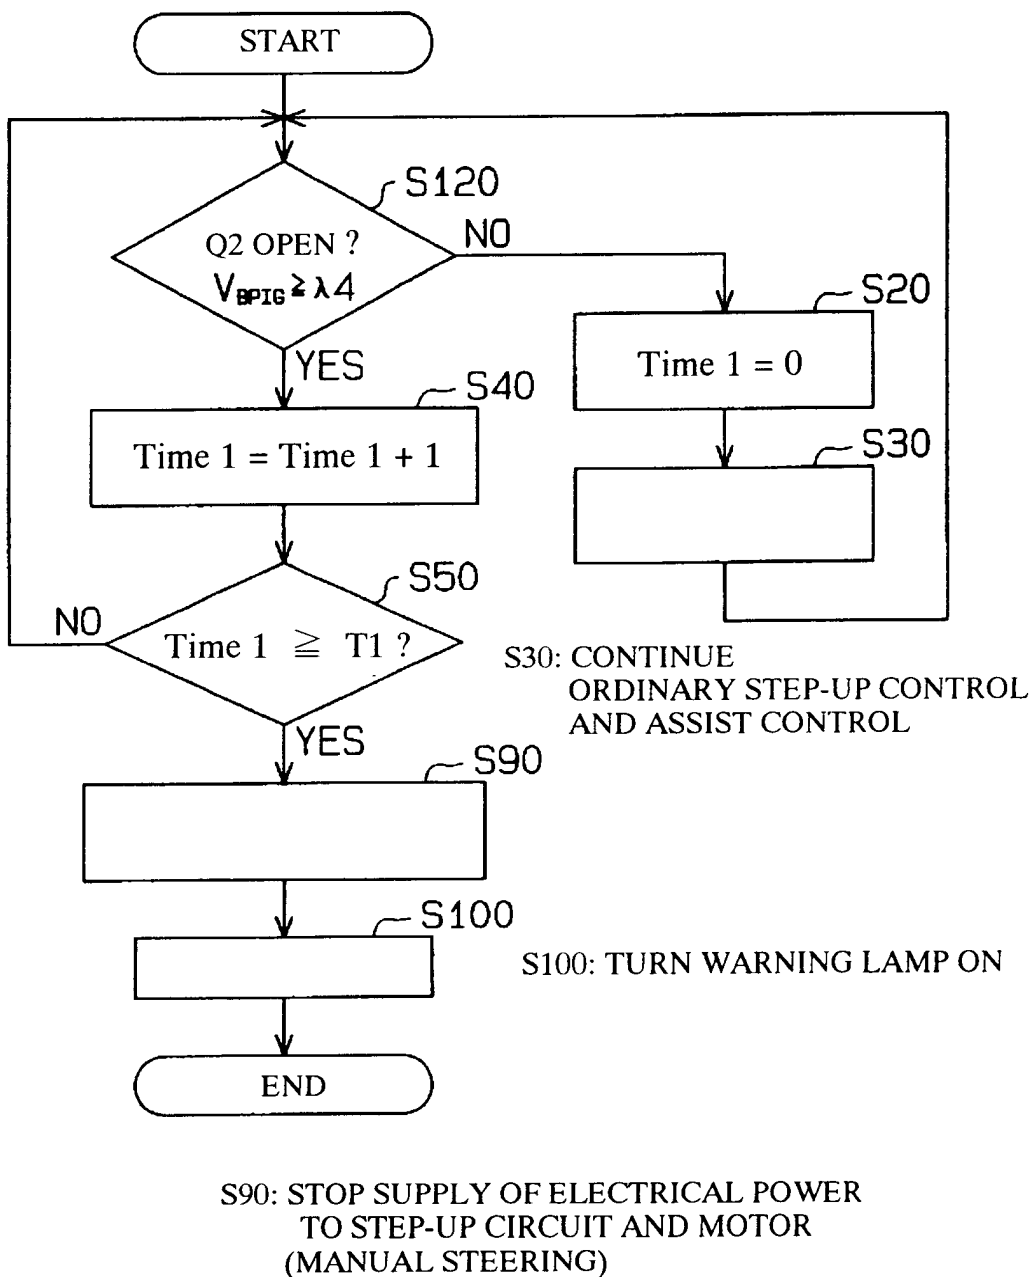 START
S120
Q2 OPEN ?
VBPIG ≧ λ4
NO
YES
S20
Time 1 = 0
S40
Time 1 = Time 1 + 1
S30
S50
NO
Time 1 ≧ T1 ?
S30: CONTINUE
ORDINARY STEP-UP CONTROL
AND ASSIST CONTROL
YES
S90
S100
S100: TURN WARNING LAMP ON
END
S90: STOP SUPPLY OF ELECTRICAL POWER
TO STEP-UP CIRCUIT AND MOTOR
(MANUAL STEERING)